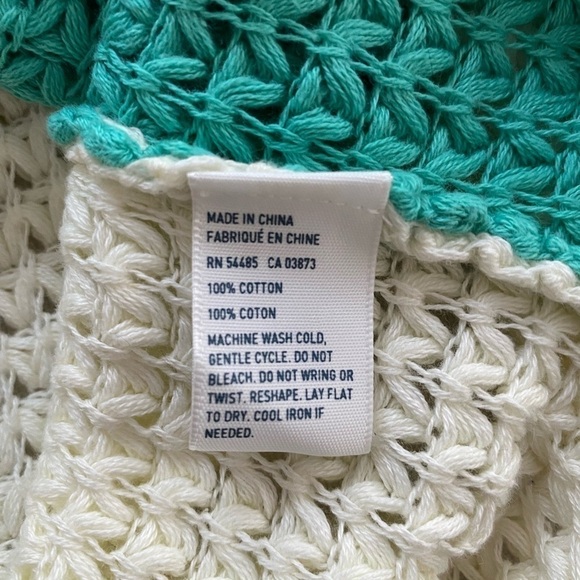 MADE IN CHINA
FABRIQUÉ EN CHINE
RN 54485 CA 03873
100% COTTON
100% COTON
MACHINE WASH COLD,
GENTLE CYCLE. DO NOT
BLEACH. DO NOT WRING OR
TWIST. RESHAPE. LAY FLAT
TO DRY. COOL IRON IF
NEEDED.